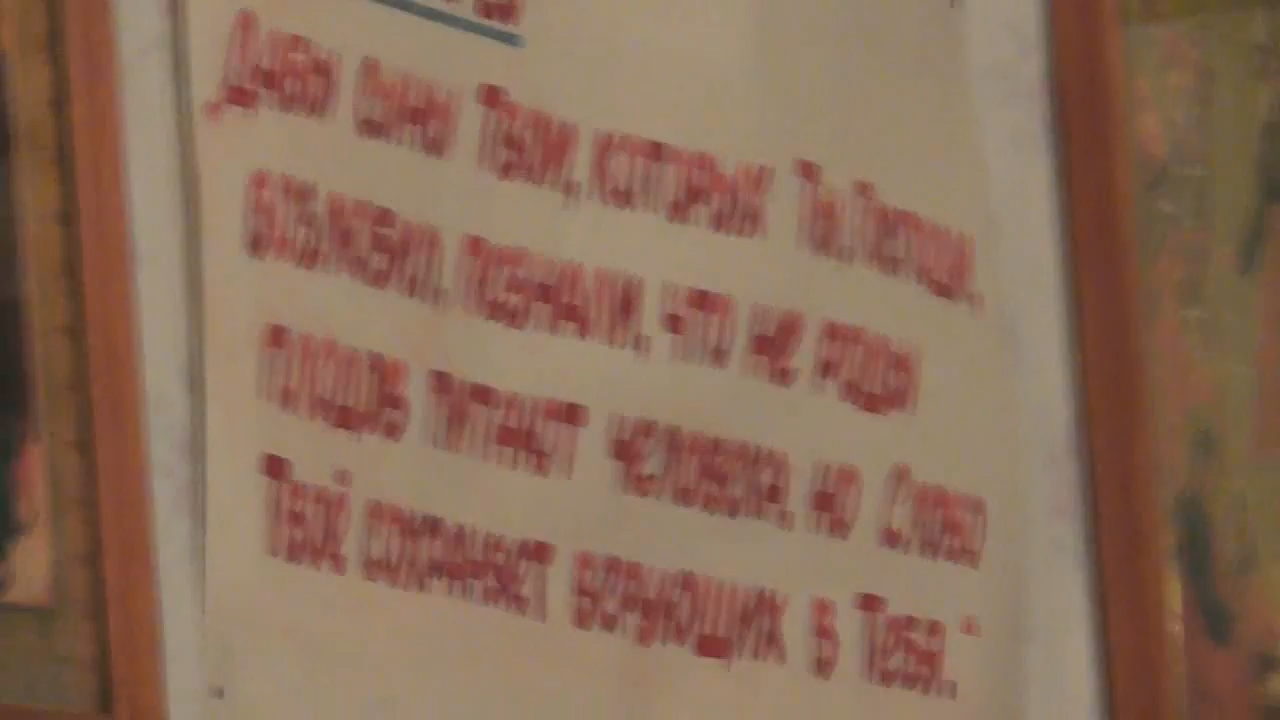 Дабы сыны Твои, которых Ты, Господи,
возлюбил, познали, что не роды
плодов питают человека, но Слово
Твоё сохраняет верующих в Тебя."